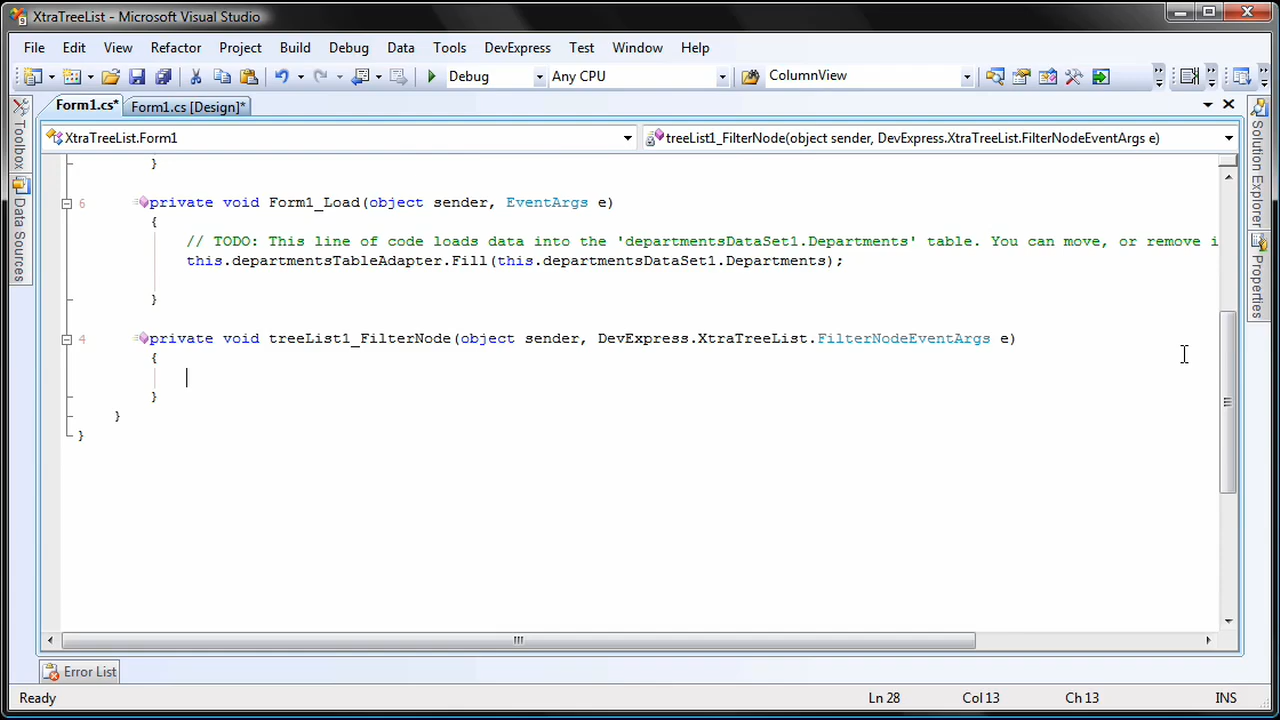 XtraTreeList - Microsoft Visual Studio
File Edit View Refactor Project Build Debug Data Tools DevExpress Test Window Help
Debug Any CPU ColumnView
Form1.cs* Form1.cs [Design]*
XtraTreeList.Form1 treeList1_FilterNode(object sender, DevExpress.XtraTreeList.FilterNodeEventArgs e)
Toolbox
Data Sources
Solution Explorer
Properties
}
6 private void Form1_Load(object sender, EventArgs e)
{
// TODO: This line of code loads data into the 'departmentsDataSet1.Departments' table. You can move, or remove i
this.departmentsTableAdapter.Fill(this.departmentsDataSet1.Departments);
}
4 private void treeList1_FilterNode(object sender, DevExpress.XtraTreeList.FilterNodeEventArgs e)
{
}
}
}
Error List
Ready Ln 28 Col 13 Ch 13 INS